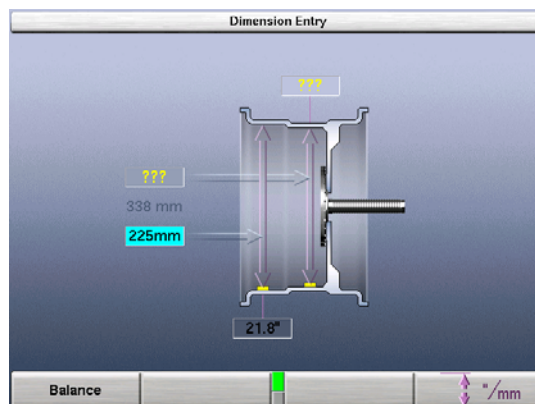 Dimension Entry
???
???
338 mm
225mm
21.8"
Balance
"/mm